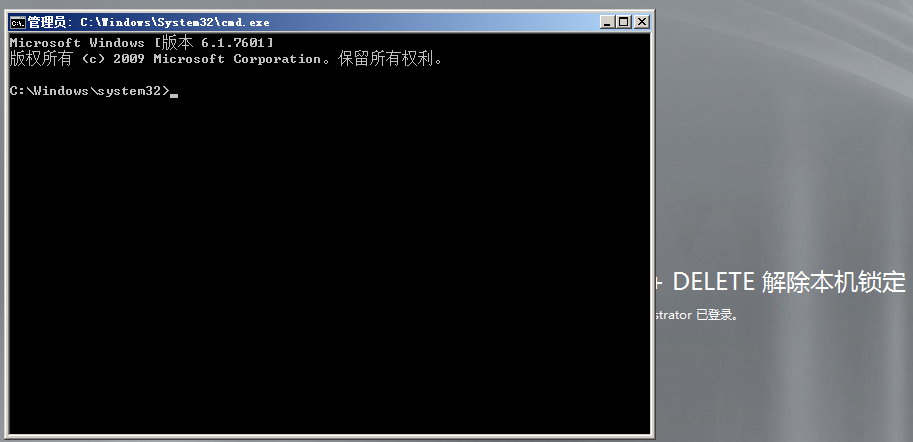 管理员: C:\Windows\System32\cmd.exe
Microsoft Windows [版本 6.1.7601]
版权所有 (c) 2009 Microsoft Corporation。保留所有权利。
C:\Windows\system32>
+ DELETE 解除本机锁定
strator 已登录。